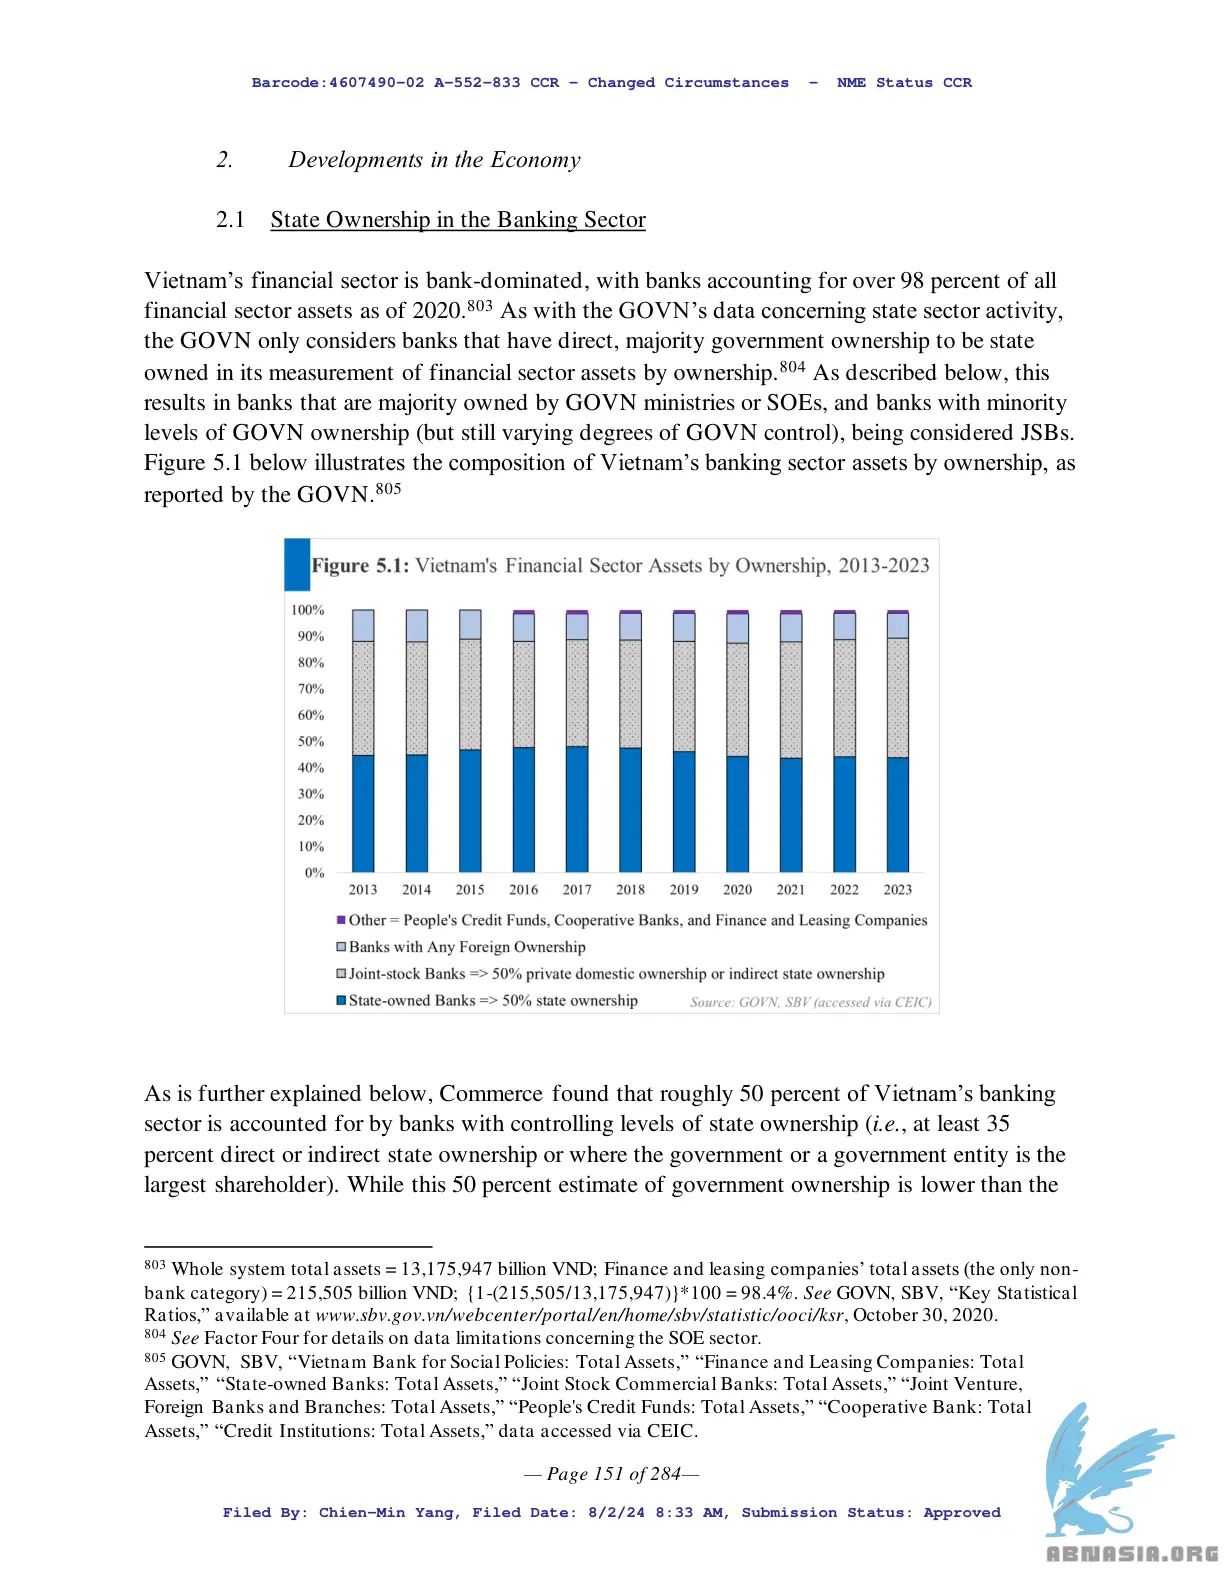 Barcode:4607490-02 A-552-833 CCR - Changed Circumstances  -  NME Status CCR
2. Developments in the Economy
2.1 State Ownership in the Banking Sector
Vietnam’s financial sector is bank-dominated, with banks accounting for over 98 percent of all
financial sector assets as of 2020.803 As with the GOVN’s data concerning state sector activity,
the GOVN only considers banks that have direct, majority government ownership to be state
owned in its measurement of financial sector assets by ownership.804 As described below, this
results in banks that are majority owned by GOVN ministries or SOEs, and banks with minority
levels of GOVN ownership (but still varying degrees of GOVN control), being considered JSBs.
Figure 5.1 below illustrates the composition of Vietnam’s banking sector assets by ownership, as
reported by the GOVN.805
Figure 5.1: Vietnam's Financial Sector Assets by Ownership, 2013-2023
100%
90%
80%
70%
60%
50%
40%
30%
20%
10%
0%
2013 2014 2015 2016 2017 2018 2019 2020 2021 2022 2023
Other = People's Credit Funds, Cooperative Banks, and Finance and Leasing Companies
Banks with Any Foreign Ownership
Joint-stock Banks => 50% private domestic ownership or indirect state ownership
State-owned Banks => 50% state ownership Source: GOVN, SBV (accessed via CEIC)
As is further explained below, Commerce found that roughly 50 percent of Vietnam’s banking
sector is accounted for by banks with controlling levels of state ownership (i.e., at least 35
percent direct or indirect state ownership or where the government or a government entity is the
largest shareholder). While this 50 percent estimate of government ownership is lower than the
803 Whole system total assets = 13,175,947 billion VND; Finance and leasing companies’ total assets (the only non-
bank category) = 215,505 billion VND; {1-(215,505/13,175,947)}*100 = 98.4%. See GOVN, SBV, “Key Statistical
Ratios,” available at www.sbv.gov.vn/webcenter/portal/en/home/sbv/statistic/ooci/ksr, October 30, 2020.
804 See Factor Four for details on data limitations concerning the SOE sector.
805 GOVN, SBV, “Vietnam Bank for Social Policies: Total Assets,” “Finance and Leasing Companies: Total
Assets,” “State-owned Banks: Total Assets,” “Joint Stock Commercial Banks: Total Assets,” “Joint Venture,
Foreign Banks and Branches: Total Assets,” “People's Credit Funds: Total Assets,” “Cooperative Bank: Total
Assets,” “Credit Institutions: Total Assets,” data accessed via CEIC.
— Page 151 of 284—
Filed By: Chien-Min Yang, Filed Date: 8/2/24 8:33 AM, Submission Status: Approved
ABNASIA.ORG